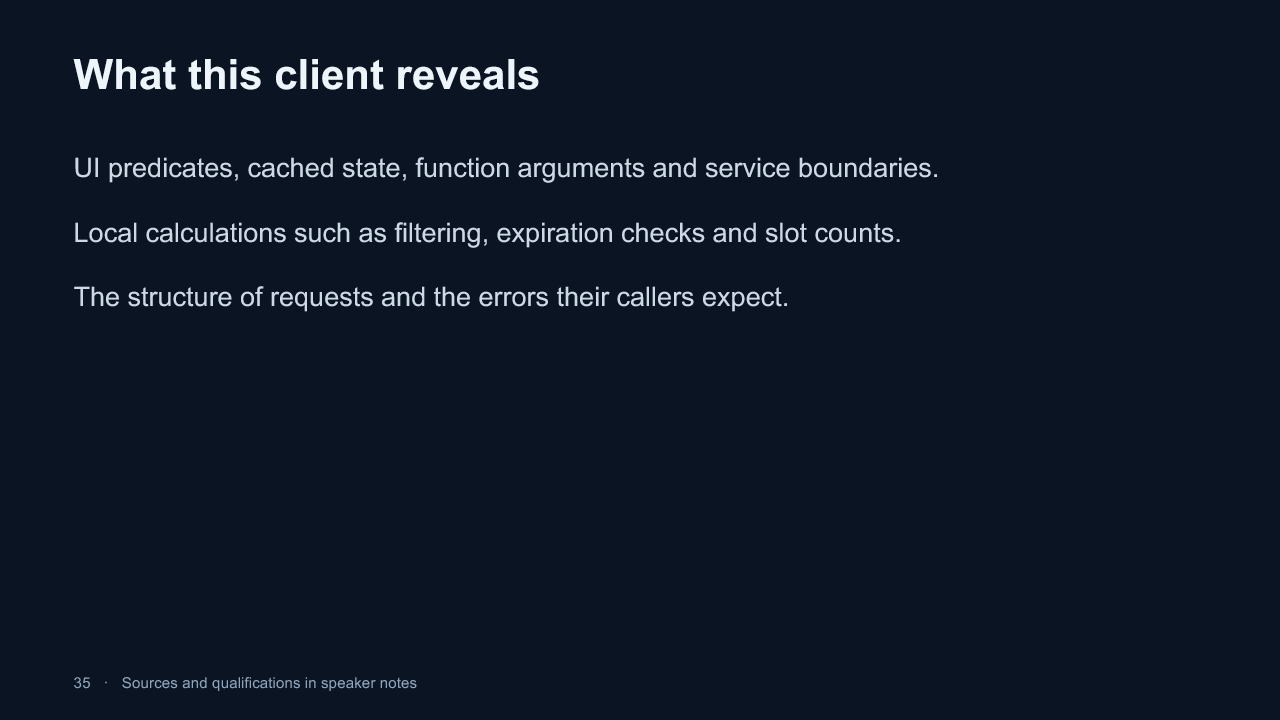 What this client reveals
UI predicates, cached state, function arguments and service boundaries.
Local calculations such as filtering, expiration checks and slot counts.
The structure of requests and the errors their callers expect.
35 · Sources and qualifications in speaker notes